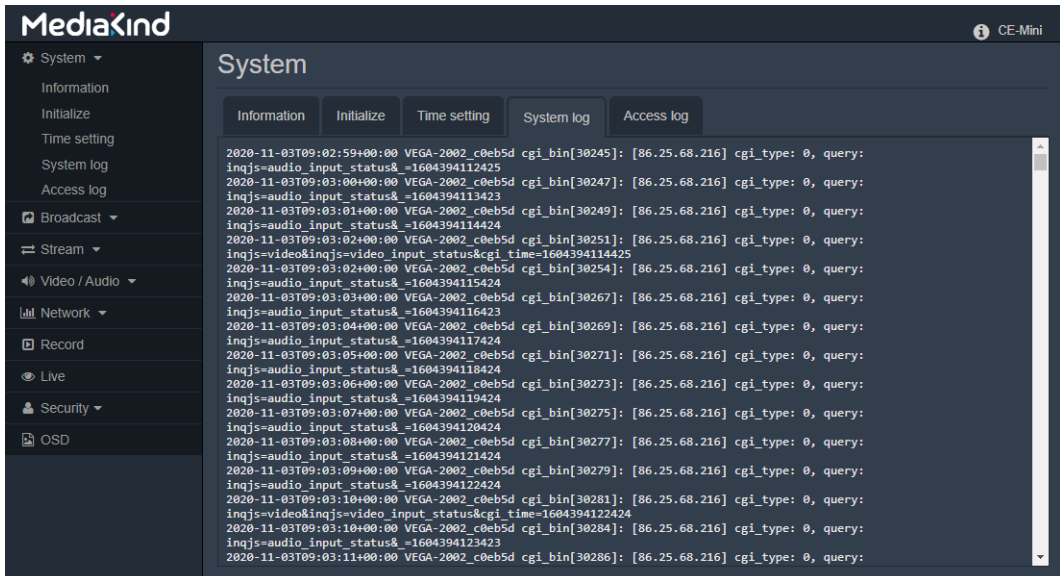 MediaKind
CE-Mini
System
Information
Initialize
Time setting
System log
Access log
Broadcast
Stream
Video / Audio
Network
Record
Live
Security
OSD
System
Information Initialize Time setting System log Access log
2020-11-03T09:02:59+00:00 VEGA-2002_c0eb5d cgi_bin[30245]: [86.25.68.216] cgi_type: 0, query:
inqjs=audio_input_status&_=1604394112425
2020-11-03T09:03:00+00:00 VEGA-2002_c0eb5d cgi_bin[30247]: [86.25.68.216] cgi_type: 0, query:
inqjs=audio_input_status&_=1604394113423
2020-11-03T09:03:01+00:00 VEGA-2002_c0eb5d cgi_bin[30249]: [86.25.68.216] cgi_type: 0, query:
inqjs=audio_input_status&_=1604394114424
2020-11-03T09:03:02+00:00 VEGA-2002_c0eb5d cgi_bin[30251]: [86.25.68.216] cgi_type: 0, query:
inqjs=video&inqjs=video_input_status&cgi_time=1604394114425
2020-11-03T09:03:02+00:00 VEGA-2002_c0eb5d cgi_bin[30254]: [86.25.68.216] cgi_type: 0, query:
inqjs=audio_input_status&_=1604394115424
2020-11-03T09:03:03+00:00 VEGA-2002_c0eb5d cgi_bin[30267]: [86.25.68.216] cgi_type: 0, query:
inqjs=audio_input_status&_=1604394116423
2020-11-03T09:03:04+00:00 VEGA-2002_c0eb5d cgi_bin[30269]: [86.25.68.216] cgi_type: 0, query:
inqjs=audio_input_status&_=1604394117424
2020-11-03T09:03:05+00:00 VEGA-2002_c0eb5d cgi_bin[30271]: [86.25.68.216] cgi_type: 0, query:
inqjs=audio_input_status&_=1604394118424
2020-11-03T09:03:06+00:00 VEGA-2002_c0eb5d cgi_bin[30273]: [86.25.68.216] cgi_type: 0, query:
inqjs=audio_input_status&_=1604394119424
2020-11-03T09:03:07+00:00 VEGA-2002_c0eb5d cgi_bin[30275]: [86.25.68.216] cgi_type: 0, query:
inqjs=audio_input_status&_=1604394120424
2020-11-03T09:03:08+00:00 VEGA-2002_c0eb5d cgi_bin[30277]: [86.25.68.216] cgi_type: 0, query:
inqjs=audio_input_status&_=1604394121424
2020-11-03T09:03:09+00:00 VEGA-2002_c0eb5d cgi_bin[30279]: [86.25.68.216] cgi_type: 0, query:
inqjs=audio_input_status&_=1604394122424
2020-11-03T09:03:10+00:00 VEGA-2002_c0eb5d cgi_bin[30281]: [86.25.68.216] cgi_type: 0, query:
inqjs=video&inqjs=video_input_status&cgi_time=1604394122424
2020-11-03T09:03:10+00:00 VEGA-2002_c0eb5d cgi_bin[30284]: [86.25.68.216] cgi_type: 0, query:
inqjs=audio_input_status&_=1604394123423
2020-11-03T09:03:11+00:00 VEGA-2002_c0eb5d cgi_bin[30286]: [86.25.68.216] cgi_type: 0, query: